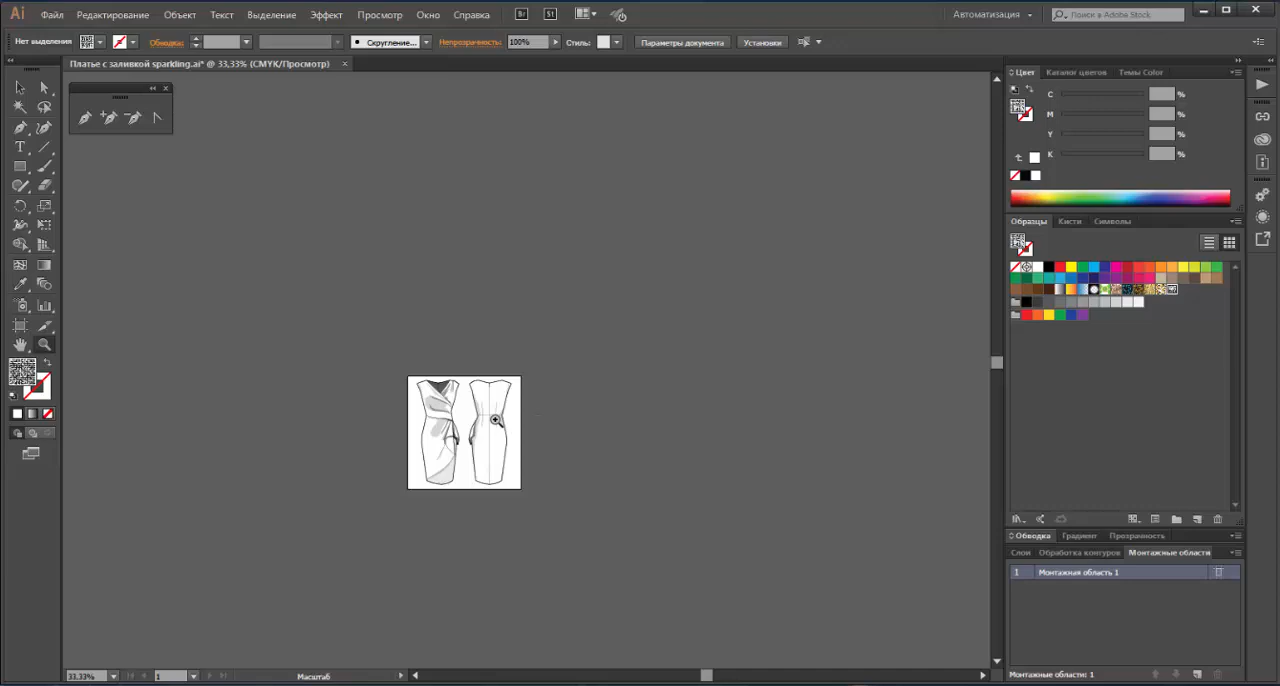 Ai Файл Редактирование Объект Текст Выделение Эффект Просмотр Окно Справка Br St Автоматизация Поиск в Adobe Stock
Нет выделения Обводка: Скругление... Непрозрачность: 100% Стиль: Параметры документа Установки
Платье с заливкой sparkling.ai* @ 33,33% (CMYK/Просмотр)
Цвет Каталог цветов Темы Color
C %
M %
Y %
K %
Образцы Кисти Символы
Обводка Градиент Прозрачность
Слои Обработка контуров Монтажные области
1 Монтажная область 1
Монтажные области: 1
33,33% 1 Масштаб